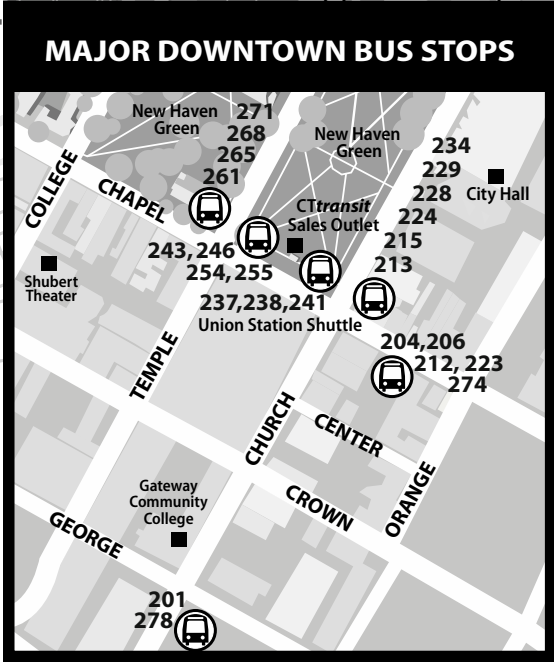 MAJOR DOWNTOWN BUS STOPS
New Haven
Green
271
268
265
261
New Haven
Green
234
229
228
224
215
213
City Hall
COLLEGE
CHAPEL
CTtransit
Sales Outlet
243, 246
254, 255
237,238,241
Union Station Shuttle
Shubert
Theater
204,206
212, 223
274
TEMPLE
CHURCH
CENTER
CROWN
ORANGE
Gateway
Community
College
GEORGE
201
278